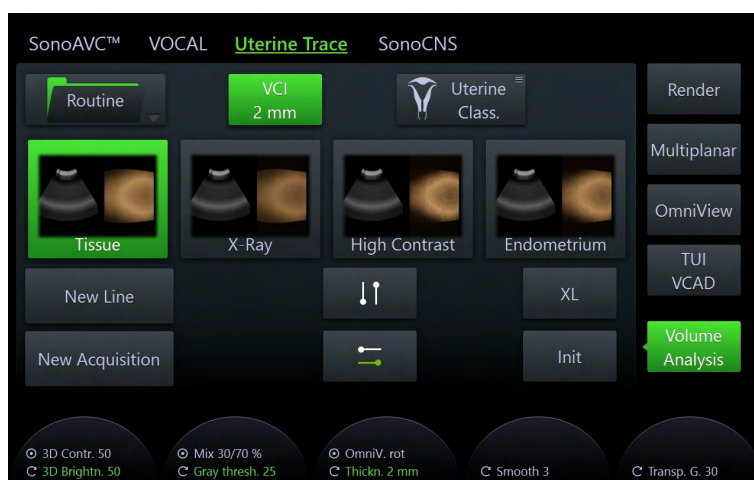 SonoAVC™ VOCAL Uterine Trace SonoCNS
Routine
VCI
2 mm
Uterine
Class.
Render
Multiplanar
Tissue
X-Ray
High Contrast
Endometrium
OmniView
TUI
VCAD
New Line
XL
New Acquisition
Init
Volume
Analysis
3D Contr. 50
3D Brightn. 50
Mix 30/70 %
Gray thresh. 25
OmniV. rot
Thickn. 2 mm
Smooth 3
Transp. G. 30